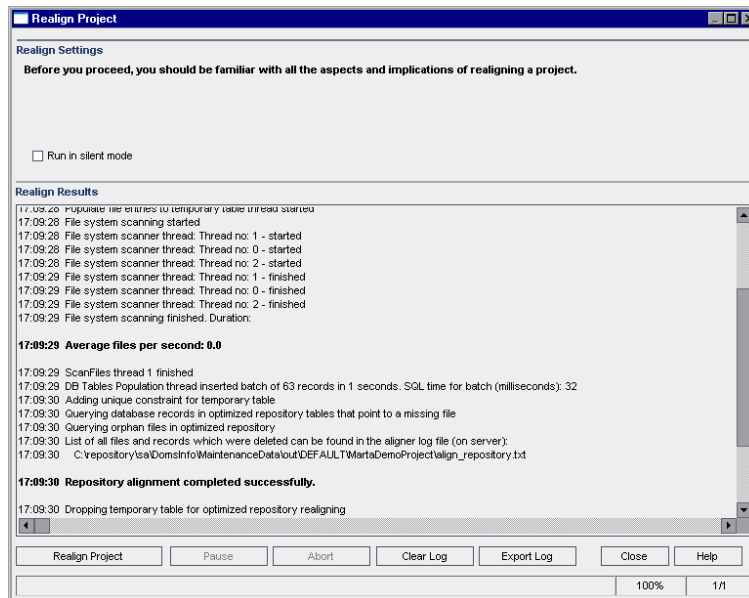 Realign Project
Realign Settings
Before you proceed, you should be familiar with all the aspects and implications of realigning a project.
Run in silent mode
Realign Results
17:09:28 Populate file entries to temporary table thread started
17:09:28 File system scanning started
17:09:28 File system scanner thread: Thread no: 1 - started
17:09:28 File system scanner thread: Thread no: 0 - started
17:09:28 File system scanner thread: Thread no: 2 - started
17:09:29 File system scanner thread: Thread no: 1 - finished
17:09:29 File system scanner thread: Thread no: 0 - finished
17:09:29 File system scanner thread: Thread no: 2 - finished
17:09:29 File system scanning finished. Duration:
17:09:29 Average files per second: 0.0
17:09:29 ScanFiles thread 1 finished
17:09:29 DB Tables Population thread inserted batch of 63 records in 1 seconds. SQL time for batch (milliseconds): 32
17:09:30 Adding unique constraint for temporary table
17:09:30 Querying database records in optimized repository tables that point to a missing file
17:09:30 Querying orphan files in optimized repository
17:09:30 List of all files and records which were deleted can be found in the aligner log file (on server):
17:09:30 C:\repository\sa\DomsInfo\MaintenanceData\out\DEFAULT\MartaDemoProject\align_repository.txt
17:09:30 Repository alignment completed successfully.
17:09:30 Dropping temporary table for optimized repository realigning
Realign Project Pause Abort Clear Log Export Log Close Help
100% 1/1